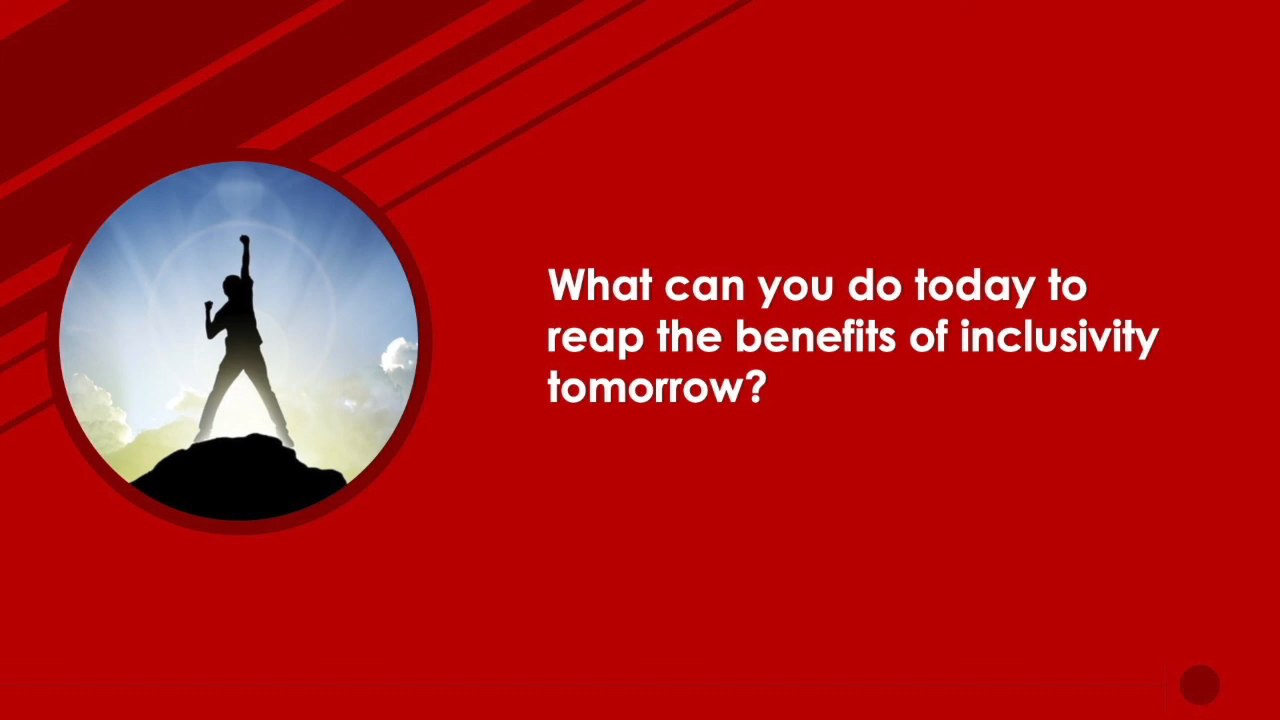 What can you do today to
reap the benefits of inclusivity
tomorrow?